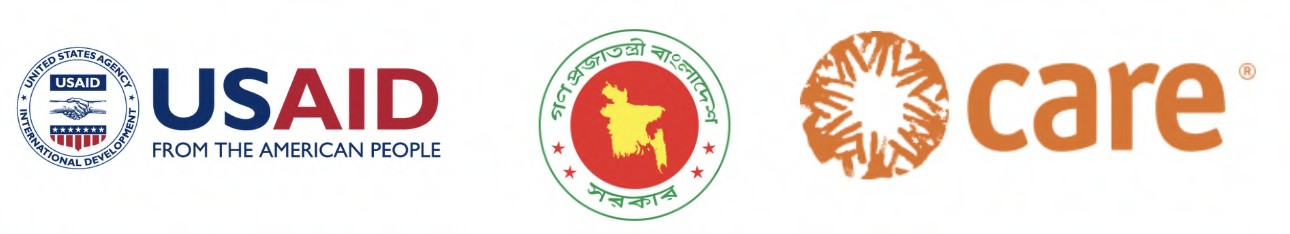 UNITED STATES AGENCY
USAID
INTERNATIONAL DEVELOPMENT
USAID
FROM THE AMERICAN PEOPLE
গণপ্রজাতন্ত্রী বাংলাদেশ
সরকার
care®